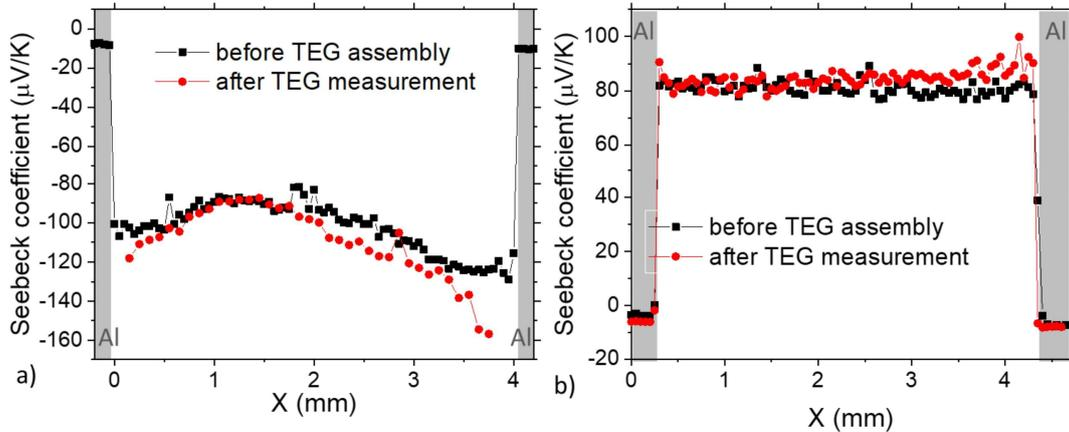 0
-20
-40
-60
-80
-100
-120
-140
-160
Seebeck coefficient (μV/K)
before TEG assembly
after TEG measurement
Al
Al
0
1
2
3
4
a)
X (mm)
100
80
60
40
20
0
-20
Seebeck coefficient (μV/K)
Al
Al
before TEG assembly
after TEG measurement
0
1
2
3
4
b)
X (mm)